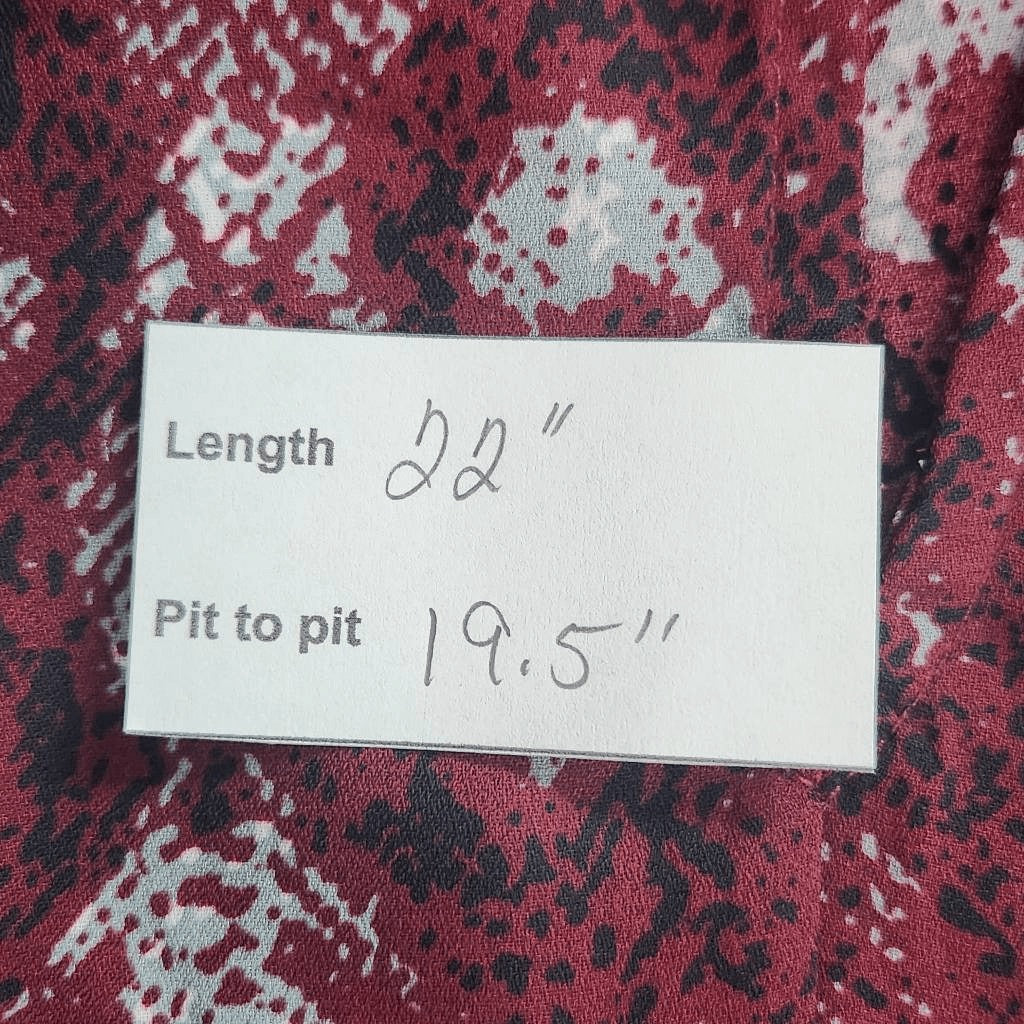 Length 22"
Pit to pit 19.5"